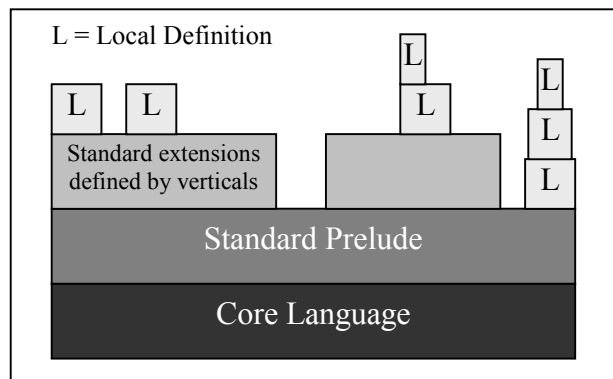 L = Local Definition
L
L
L
L
L
L
L
Standard extensions
defined by verticals
Standard Prelude
Core Language